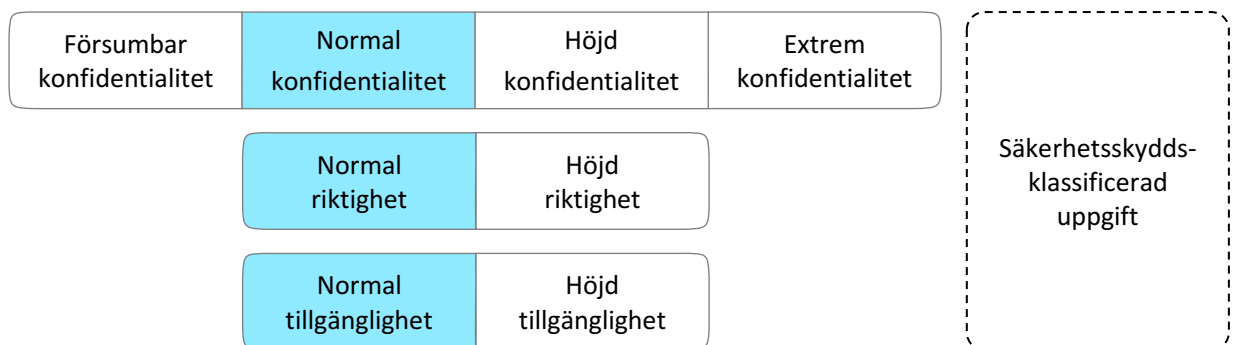 Försumbar
konfidentialitet
Normal
konfidentialitet
Höjd
konfidentialitet
Extrem
konfidentialitet
Normal
riktighet
Höjd
riktighet
Normal
tillgänglighet
Höjd
tillgänglighet
Säkerhetsskydds-
klassificerad
uppgift